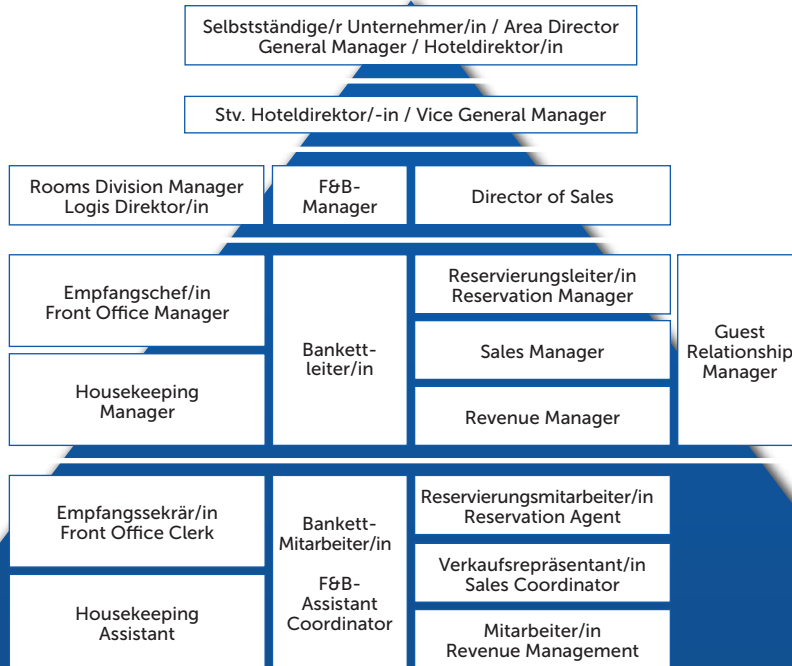 Selbstständige/r Unternehmer/in / Area Director
General Manager / Hoteldirektor/in
Stv. Hoteldirektor/-in / Vice General Manager
Rooms Division Manager
Logis Direktor/in
F&B-
Manager
Director of Sales
Empfangschef/in
Front Office Manager
Housekeeping
Manager
Bankett-
leiter/in
Reservierungsleiter/in
Reservation Manager
Sales Manager
Revenue Manager
Guest
Relationship
Manager
Empfangssekrär/in
Front Office Clerk
Housekeeping
Assistant
Bankett-
Mitarbeiter/in
F&B-
Assistant
Coordinator
Reservierungsmitarbeiter/in
Reservation Agent
Verkaufsrepräsentant/in
Sales Coordinator
Mitarbeiter/in
Revenue Management